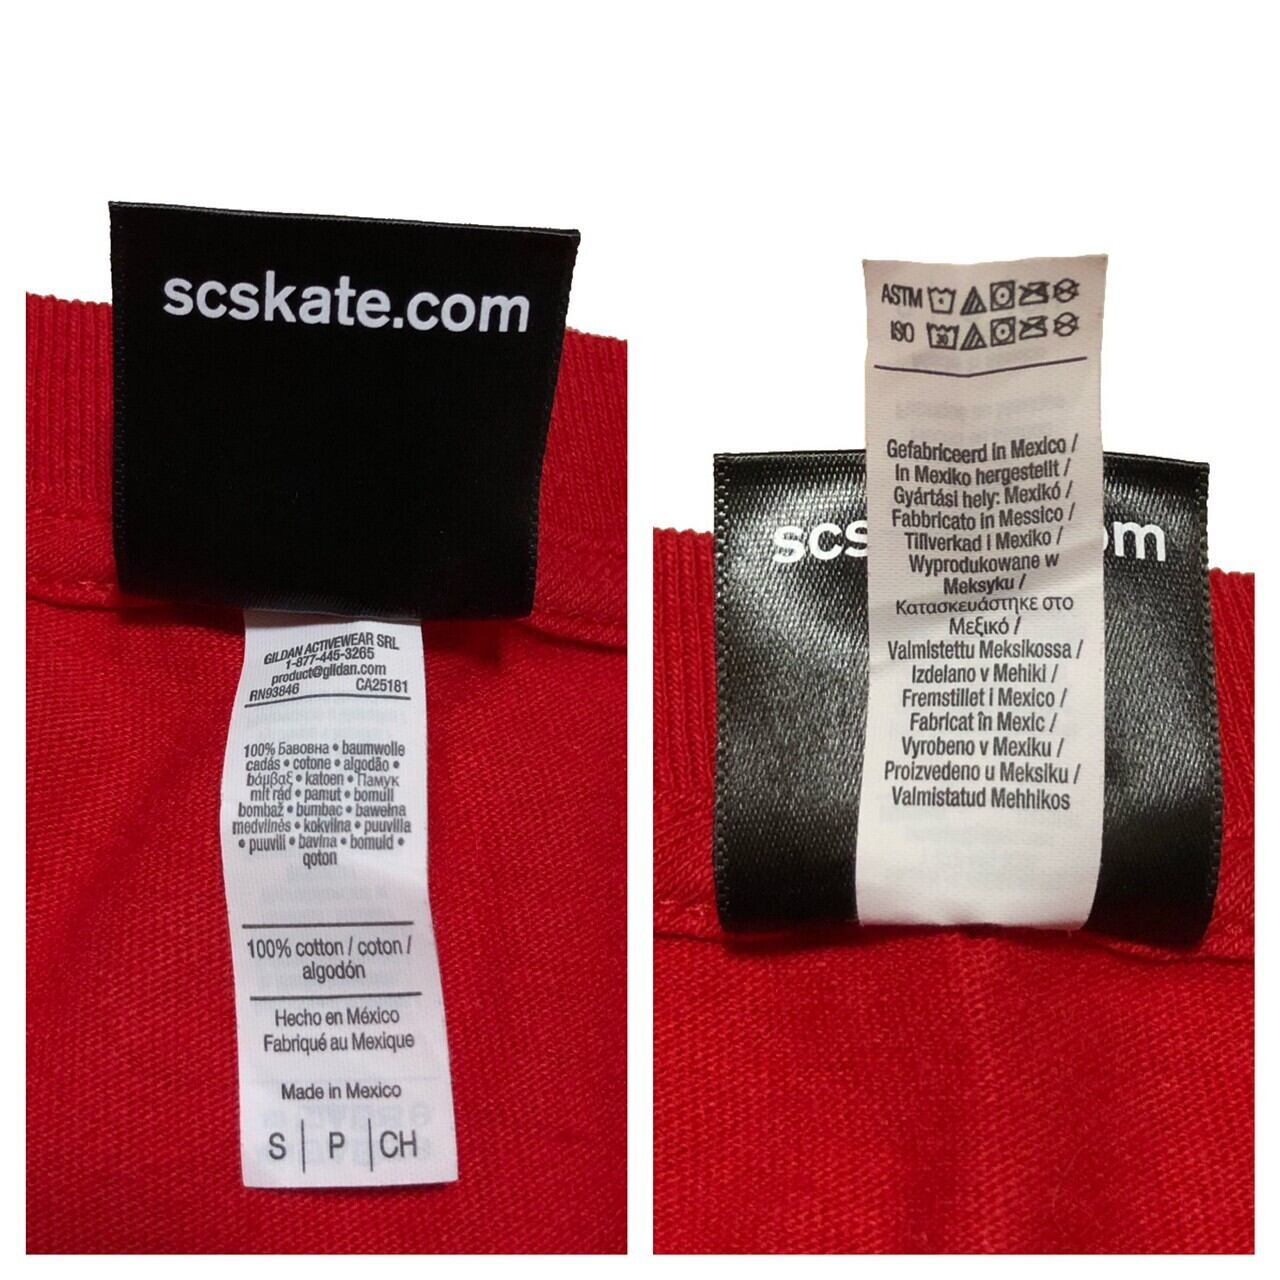 scskate.com
GILDAN ACTIVEWEAR SRL
1-877-445-3265
product@gildan.com
RN93846 CA25181
100% Бавовна • baumwolle
cadás • cotone • algodão •
βάμβαξ • katoen • Памук
mit rád • pamut • bomull
bombaž • bumbac • bawełna
medvilnės • kokvilna • puuvilla
• puuvill • bavlna • bomuld •
qoton
100% cotton / coton /
algodón
Hecho en México
Fabriqué au Mexique
Made in Mexico
S | P | CH
ASTM
ISO 30
Gefabriceerd in Mexico /
In Mexiko hergestellt /
Gyártási hely: Mexikó /
Fabbricato in Messico /
Tillverkad i Mexiko /
Wyprodukowane w
Meksyku /
Κατασκευάστηκε στο
Μεξικό /
Valmistettu Meksikossa /
Izdelano v Mehiki /
Fremstillet i Mexico /
Fabricat în Mexic /
Vyrobeno v Mexiku /
Proizvedeno u Meksiku /
Valmistatud Mehhikos
scs om